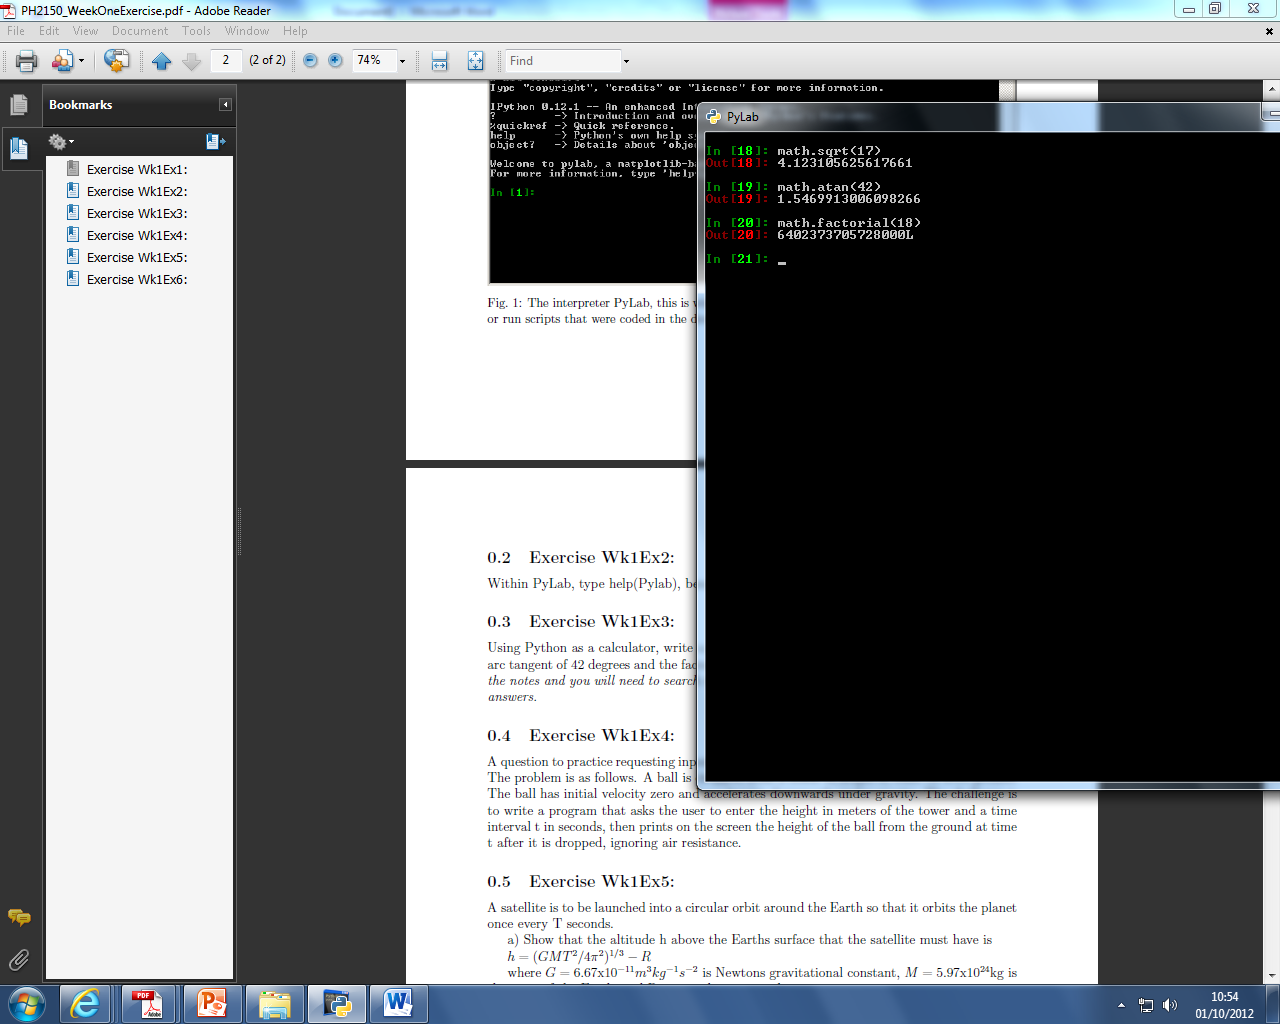 PH2150_WeekOneExercise.pdf - Adobe Reader
File Edit View Document Tools Window Help
2 (2 of 2) 74% Find
Bookmarks
Exercise Wk1Ex1:
Exercise Wk1Ex2:
Exercise Wk1Ex3:
Exercise Wk1Ex4:
Exercise Wk1Ex5:
Exercise Wk1Ex6:
Type "copyright", "credits" or "license" for more information.
IPython 0.12.1 -- An enhanced
? -> Introduction and
%quickref -> Quick reference.
help -> Python's own help
object? -> Details about
Welcome to pylab, a
For more information, type
In [1]:
Fig. 1: The interpreter PyLab, this is
or run scripts that were coded in the
0.2 Exercise Wk1Ex2:
Within PyLab, type help(Pylab),
0.3 Exercise Wk1Ex3:
Using Python as a calculator, write
arc tangent of 42 degrees and the
the notes and you will need to search
answers.
0.4 Exercise Wk1Ex4:
A question to practice requesting
The problem is as follows. A ball is
The ball has initial velocity zero and accelerates downwards under gravity. The challenge is
to write a program that asks the user to enter the height in meters of the tower and a time
interval t in seconds, then prints on the screen the height of the ball from the ground at time
t after it is dropped, ignoring air resistance.
0.5 Exercise Wk1Ex5:
A satellite is to be launched into a circular orbit around the Earth so that it orbits the planet
once every T seconds.
a) Show that the altitude h above the Earths surface that the satellite must have is
h = (GMT²/4π²)^1/3 − R
where G = 6.67x10⁻¹¹m³kg⁻¹s⁻² is Newtons gravitational constant, M = 5.97x10²⁴kg is
PyLab
In [18]: math.sqrt(17)
Out[18]: 4.123105625617661
In [19]: math.atan(42)
Out[19]: 1.5469913006098266
In [20]: math.factorial(18)
Out[20]: 6402373705728000L
In [21]: _
10:54
01/10/2012